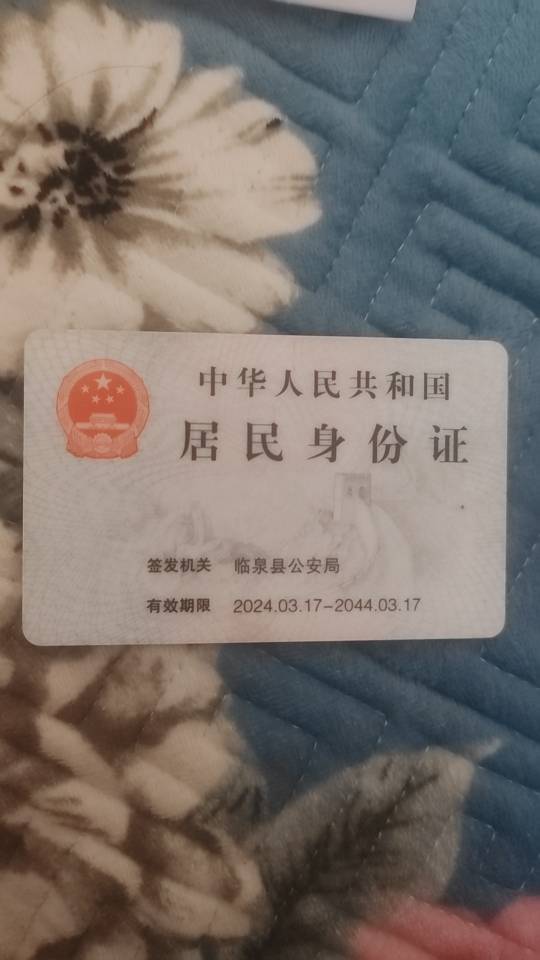 中华人民共和国
居民身份证
签发机关 临泉县公安局
有效期限 2024.03.17-2044.03.17